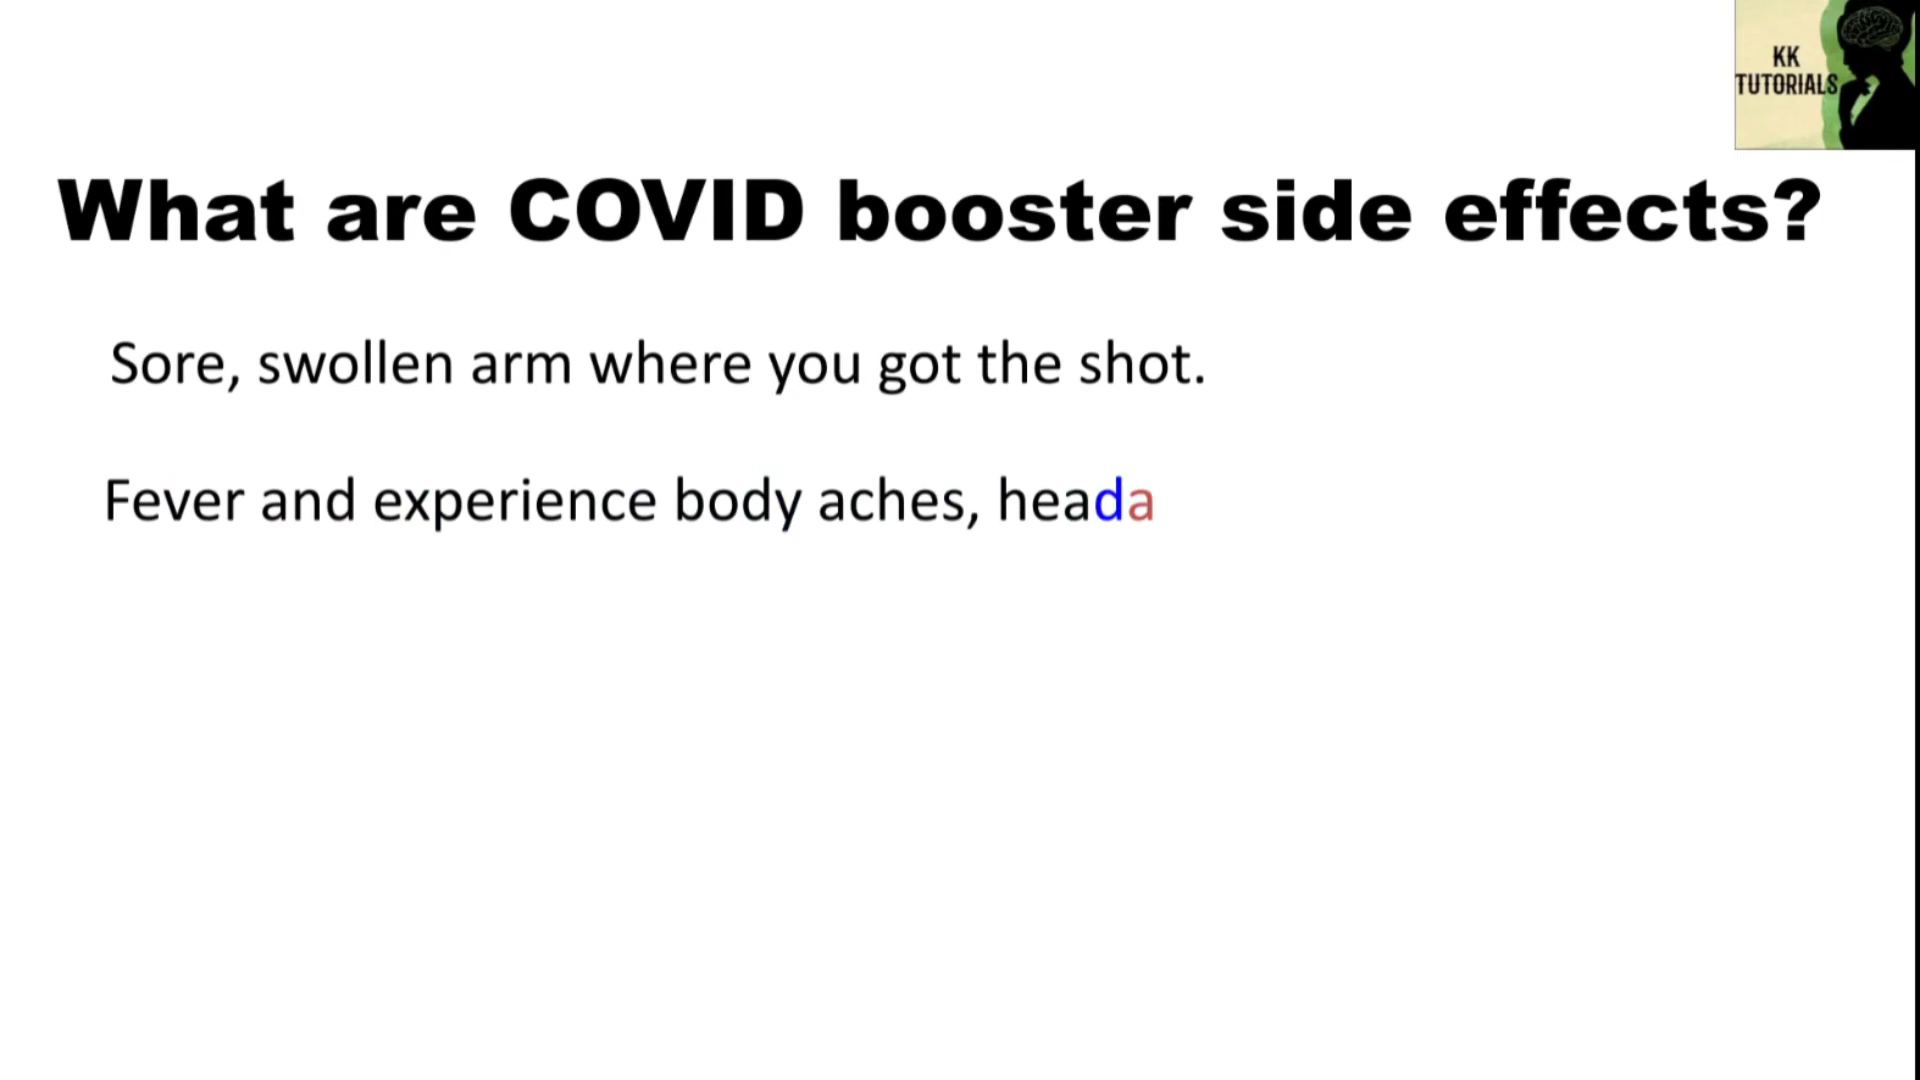 KK
TUTORIALS
What are COVID booster side effects?
Sore, swollen arm where you got the shot.
Fever and experience body aches, heada